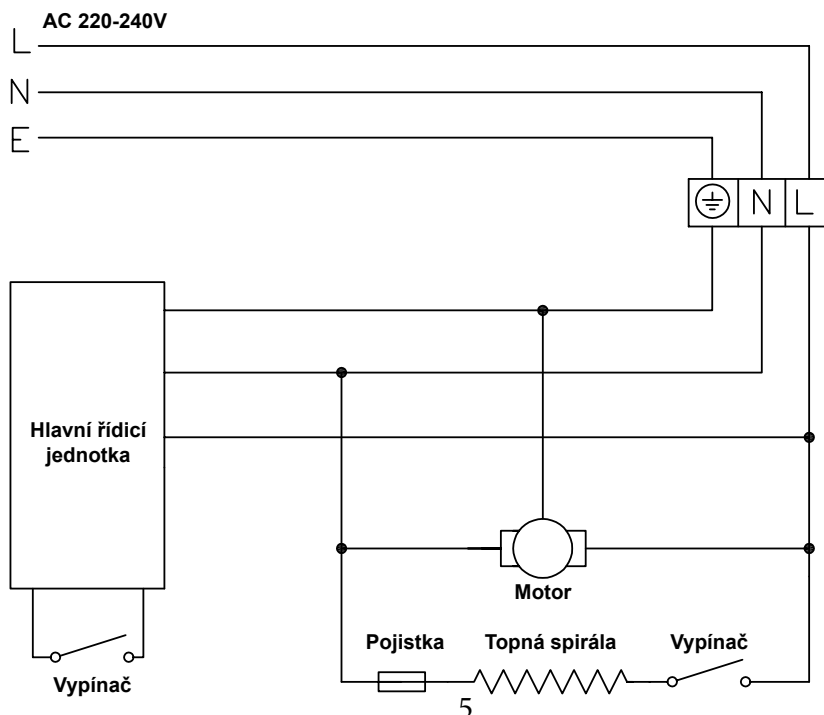 AC 220-240V
L
N
E
N L
Hlavní řídicí
jednotka
Motor
Pojistka Topná spirála Vypínač
Vypínač
5